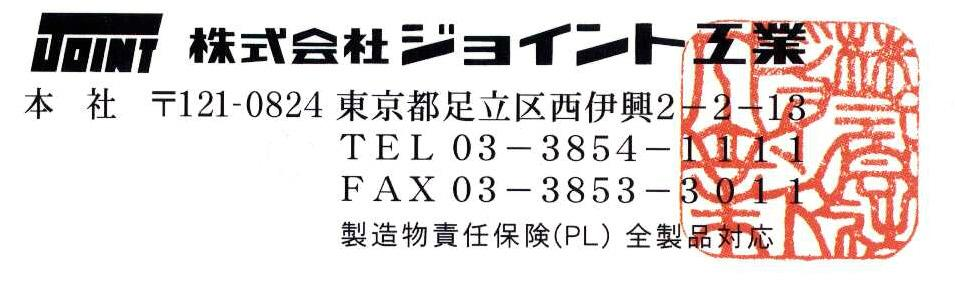 JOINT 株式会社ジョイント工業
本 社 〒121-0824 東京都足立区西伊興2-2-13
TEL 03-3854-1111
FAX 03-3853-3011
製造物責任保険(PL) 全製品対応